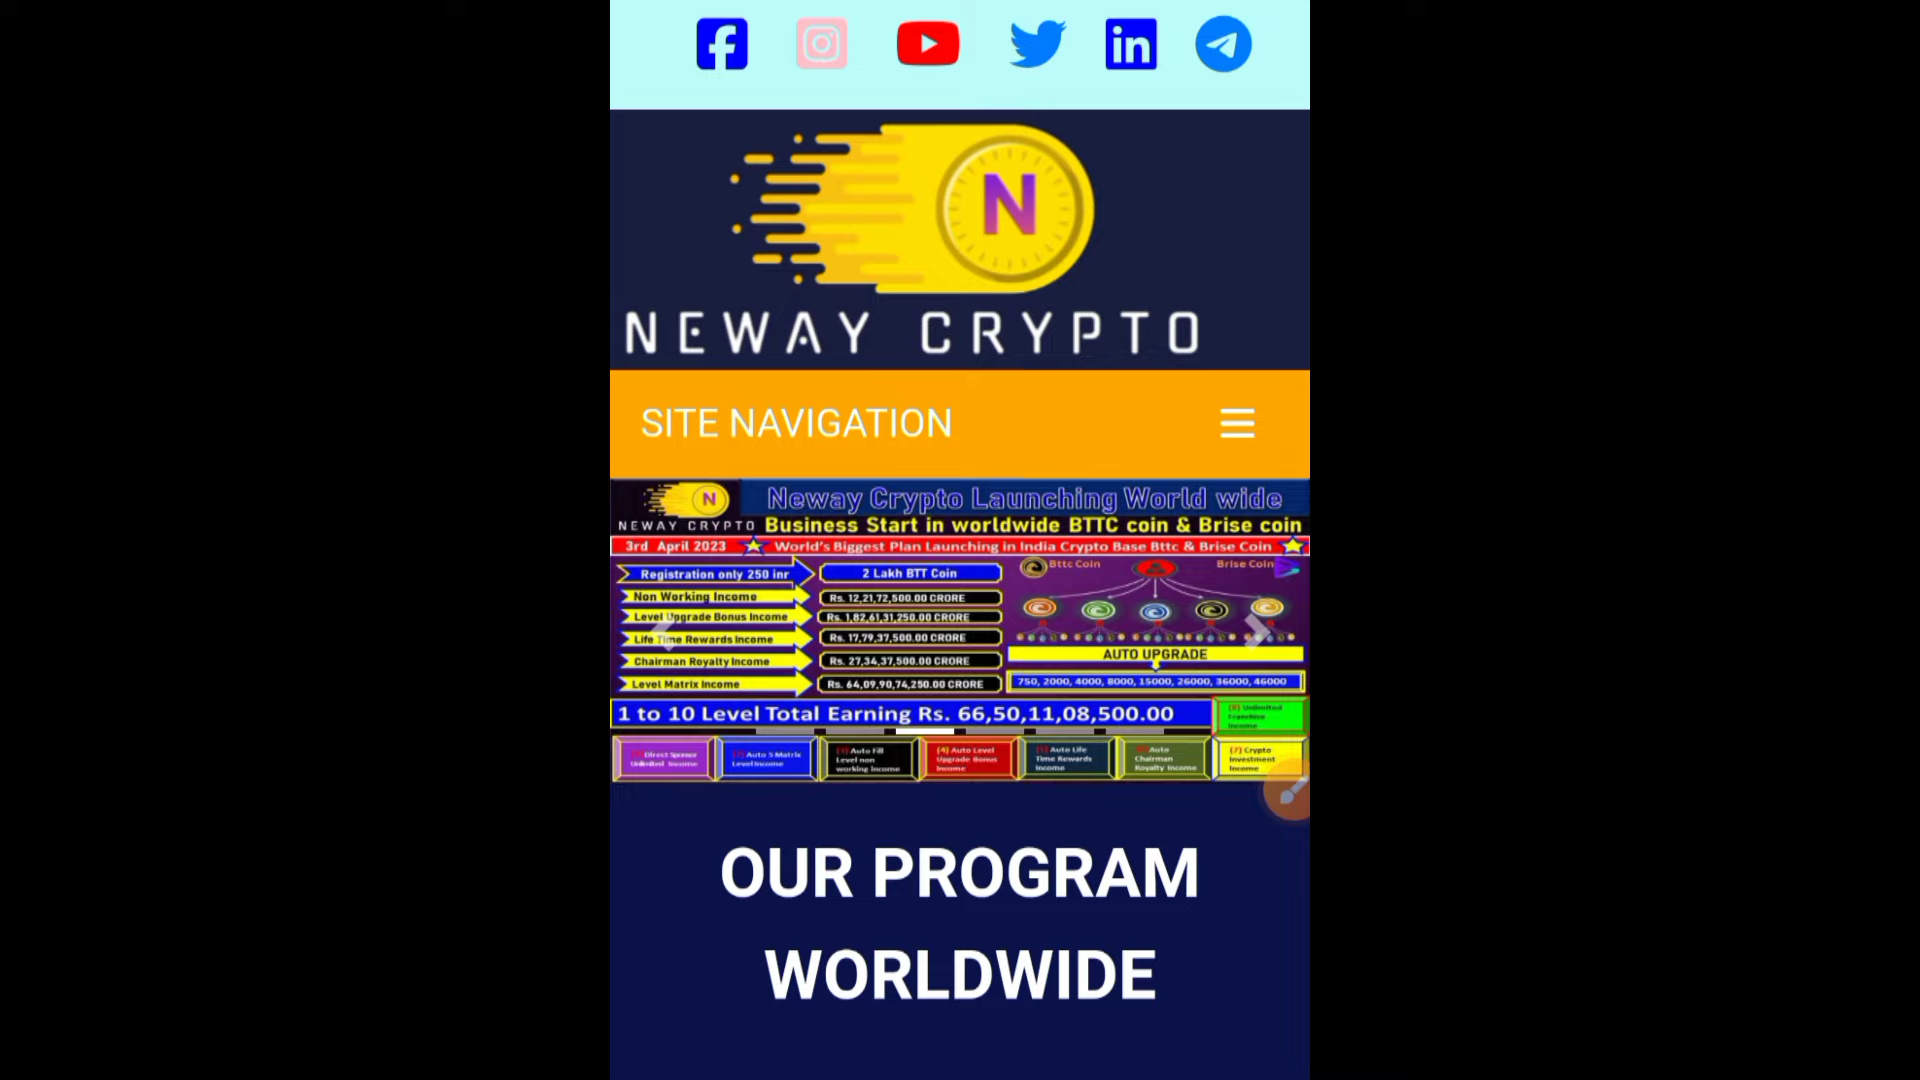 N
NEWAY CRYPTO
SITE NAVIGATION
N
NEWAY CRYPTO
Neway Crypto Launching World wide
Business Start in worldwide BTTC coin & Brise coin
3rd April 2023
World's Biggest Plan Launching in India Crypto Base Bttc & Brise Coin
Registration only 250 inr
2 Lakh BTT Coin
Non Working Income
Rs. 12,21,72,500.00 CRORE
Level Upgrade Bonus Income
Rs. 1,82,61,31,250.00 CRORE
Life Time Rewards Income
Rs. 17,79,37,500.00 CRORE
Chairman Royalty Income
Rs. 27,34,37,500.00 CRORE
Level Matrix Income
Rs. 64,09,90,74,250.00 CRORE
Bttc Coin
Brise Coin
AUTO UPGRADE
750, 2000, 4000, 8000, 15000, 26000, 36000, 46000
1 to 10 Level Total Earning Rs. 66,50,11,08,500.00
[8] Unlimited
Franchise
Income
Direct Sponsor
Unlimited Income
Auto 5 Matrix
Level Income
Auto Fill
Level non
working Income
[4] Auto Level
Upgrade Bonus
Income
Auto Life
Time Rewards
Income
Auto
Chairman
Royalty Income
[7] Crypto
Investment
Income
OUR PROGRAM
WORLDWIDE